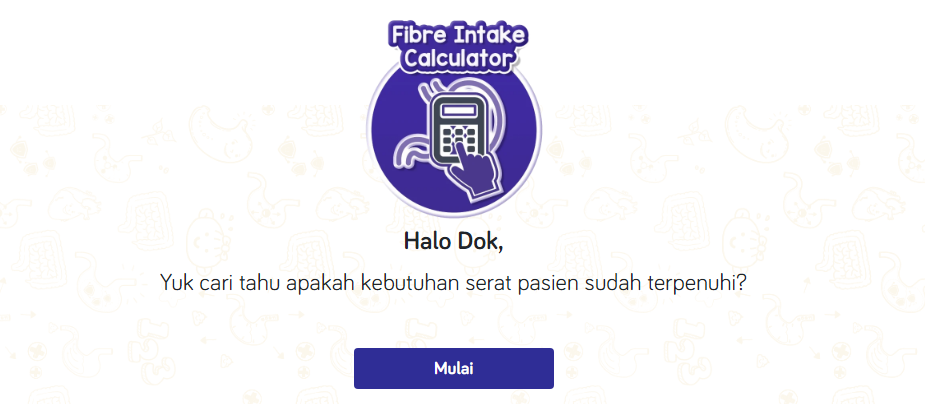 Fibre Intake
Calculator
Halo Dok,
Yuk cari tahu apakah kebutuhan serat pasien sudah terpenuhi?
Mulai